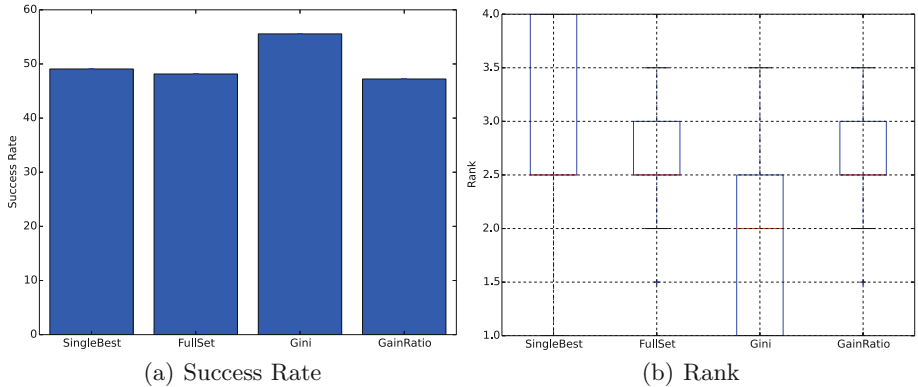 60
50
40
30
20
10
0
Success Rate
SingleBest FullSet Gini GainRatio
(a) Success Rate
4.0
3.5
3.0
2.5
2.0
1.5
1.0
Rank
SingleBest FullSet Gini GainRatio
(b) Rank